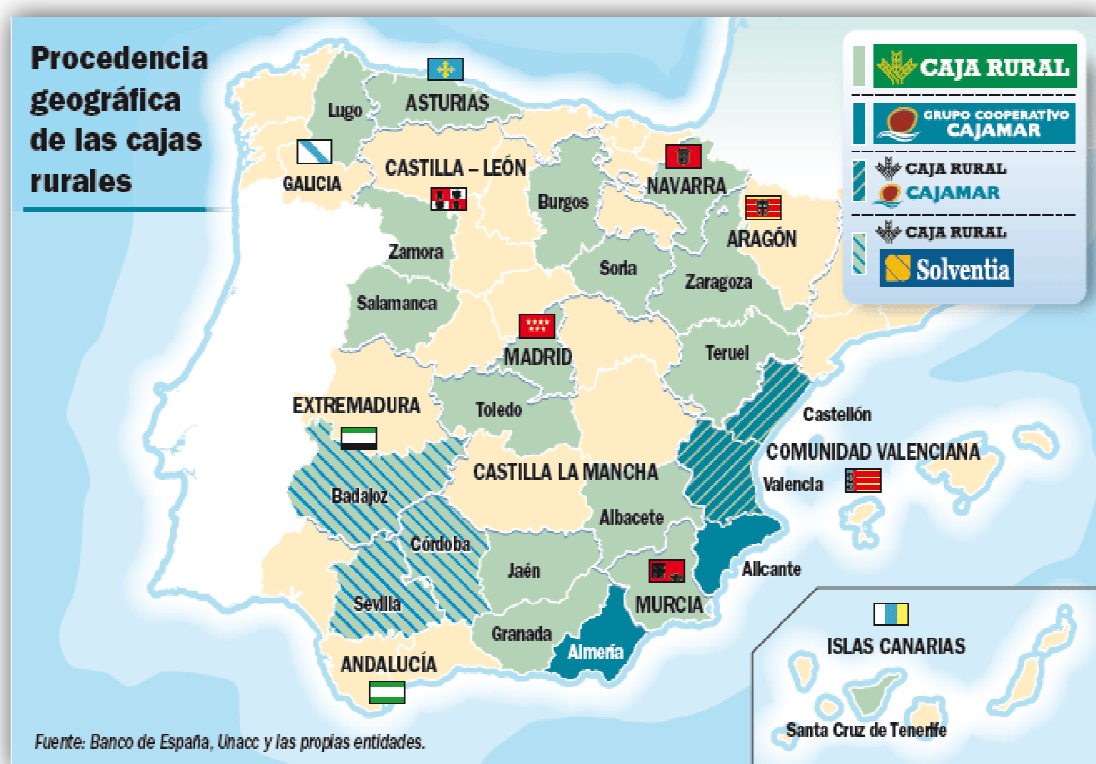 Procedencia
geográfica
de las cajas
rurales
CAJA RURAL
GRUPO COOPERATIVO
CAJAMAR
CAJA RURAL
CAJAMAR
CAJA RURAL
Solventia
Lugo
ASTURIAS
GALICIA
CASTILLA – LEÓN
Burgos
NAVARRA
ARAGÓN
Zamora
Soria
Zaragoza
Salamanca
MADRID
Teruel
EXTREMADURA
Toledo
Castellón
CASTILLA LA MANCHA
COMUNIDAD VALENCIANA
Valencia
Badajoz
Albacete
Córdoba
Jaén
Alicante
Sevilla
MURCIA
Granada
Almería
ANDALUCÍA
ISLAS CANARIAS
Santa Cruz de Tenerife
Fuente: Banco de España, Unacc y las propias entidades.